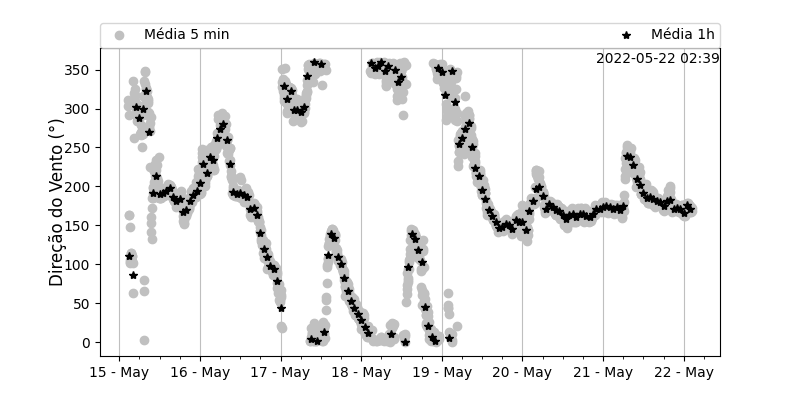 Média 5 min
Média 1h
2022-05-22 02:39
Direção do Vento (°)
350
300
250
200
150
100
50
0
15 - May 16 - May 17 - May 18 - May 19 - May 20 - May 21 - May 22 - May